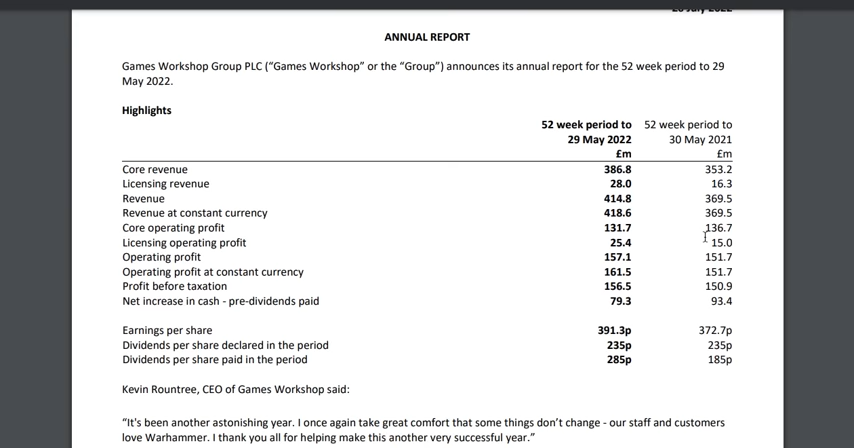 ANNUAL REPORT
Games Workshop Group PLC (“Games Workshop” or the “Group”) announces its annual report for the 52 week period to 29
May 2022.
Highlights
52 week period to 52 week period to
29 May 2022 30 May 2021
£m £m
Core revenue 386.8 353.2
Licensing revenue 28.0 16.3
Revenue 414.8 369.5
Revenue at constant currency 418.6 369.5
Core operating profit 131.7 136.7
Licensing operating profit 25.4 15.0
Operating profit 157.1 151.7
Operating profit at constant currency 161.5 151.7
Profit before taxation 156.5 150.9
Net increase in cash - pre-dividends paid 79.3 93.4
Earnings per share 391.3p 372.7p
Dividends per share declared in the period 235p 235p
Dividends per share paid in the period 285p 185p
Kevin Rountree, CEO of Games Workshop said:
“It's been another astonishing year. I once again take great comfort that some things don’t change - our staff and customers
love Warhammer. I thank you all for helping make this another very successful year.”